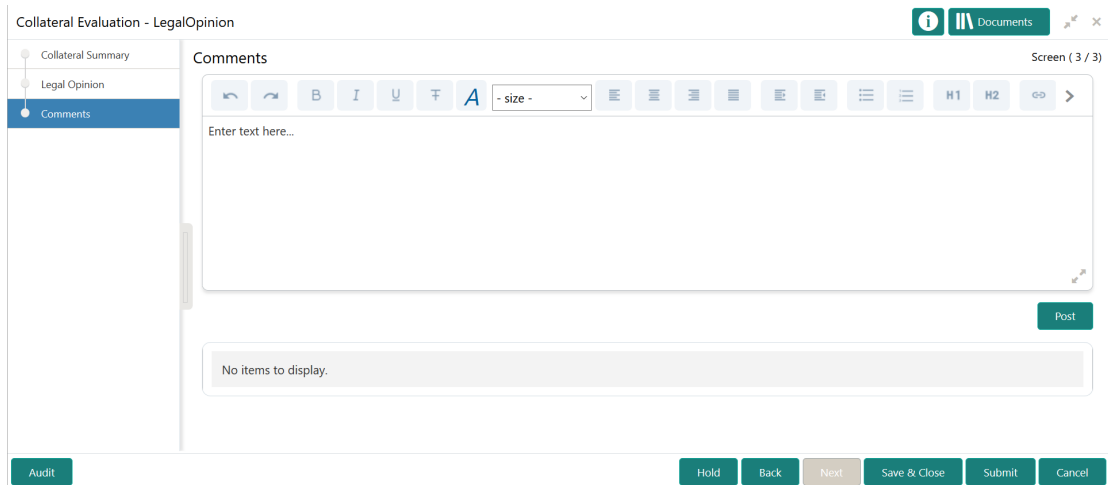 Collateral Evaluation - LegalOpinion
i
Documents
Collateral Summary
Legal Opinion
Comments
Comments
Screen ( 3 / 3)
B I U T A - size - H1 H2
Enter text here...
Post
No items to display.
Audit
Hold
Back
Next
Save & Close
Submit
Cancel